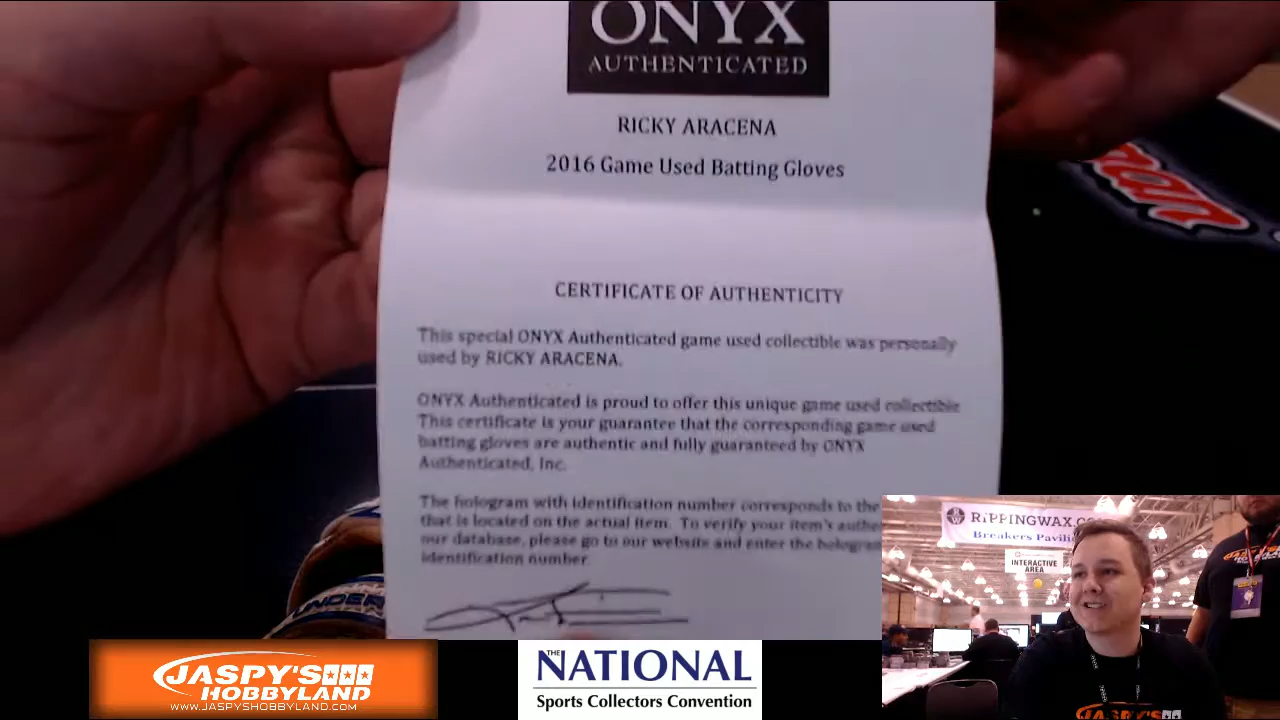 ONYX
AUTHENTICATED
RICKY ARACENA
2016 Game Used Batting Gloves
CERTIFICATE OF AUTHENTICITY
This special ONYX Authenticated game used collectible was personally
used by RICKY ARACENA.
ONYX Authenticated is proud to offer this unique game used collectible
This certificate is your guarantee that the corresponding game used
batting gloves are authentic and fully guaranteed by ONYX
Authenticated, Inc.
The hologram with identification number corresponds to the
that is located on the actual item. To verify your item's
our database, please go to our website and enter the
identification number
UNDER
RIPPINGWAX.CO
Breakers Pavili
INTERACTIVE
AREA
JASPY'S
HOBBYLAND
WWW.JASPYSHOBBYLAND.COM
THE NATIONAL
Sports Collectors Convention
JASPY'S